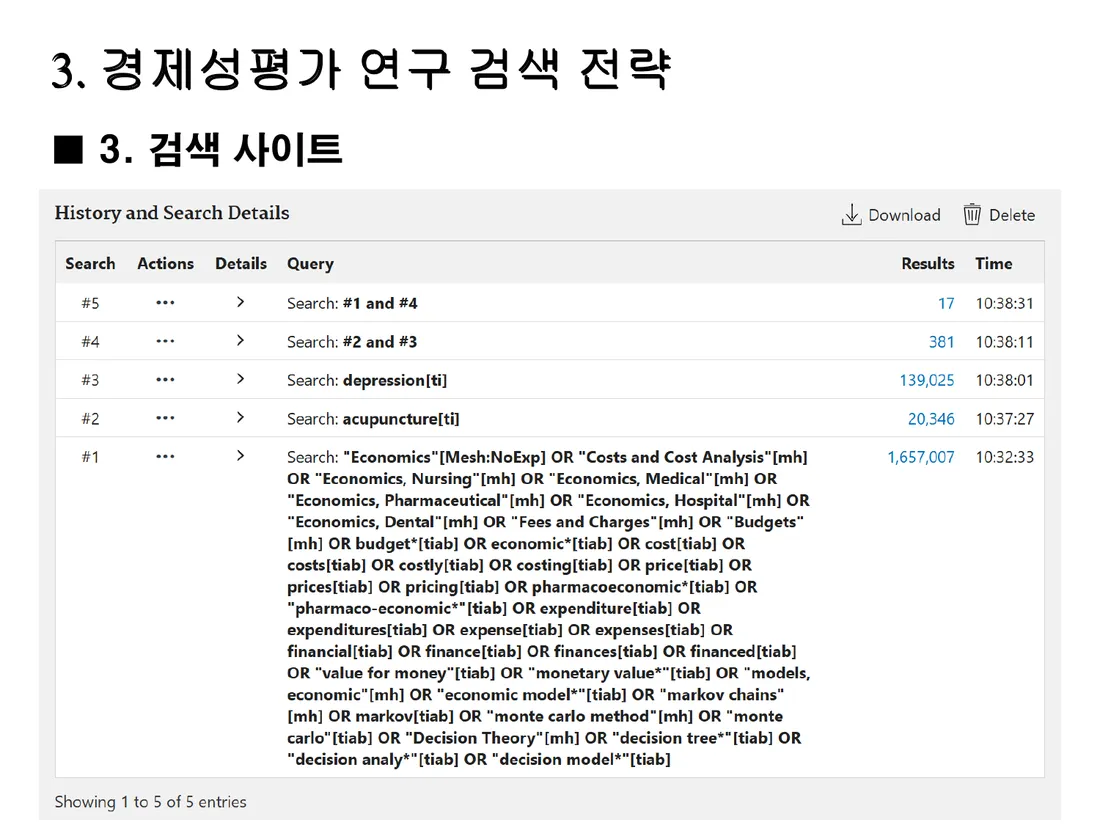 3. 경제성평가 연구 검색 전략
■ 3. 검색 사이트
History and Search Details
Download
Delete
Search Actions Details Query Results Time
#5 ••• > Search: #1 and #4 17 10:38:31
#4 ••• > Search: #2 and #3 381 10:38:11
#3 ••• > Search: depression[ti] 139,025 10:38:01
#2 ••• > Search: acupuncture[ti] 20,346 10:37:27
#1 ••• > Search: "Economics"[Mesh:NoExp] OR "Costs and Cost Analysis"[mh] 1,657,007 10:32:33
OR "Economics, Nursing"[mh] OR "Economics, Medical"[mh] OR
"Economics, Pharmaceutical"[mh] OR "Economics, Hospital"[mh] OR
"Economics, Dental"[mh] OR "Fees and Charges"[mh] OR "Budgets"
[mh] OR budget*[tiab] OR economic*[tiab] OR cost[tiab] OR
costs[tiab] OR costly[tiab] OR costing[tiab] OR price[tiab] OR
prices[tiab] OR pricing[tiab] OR pharmacoeconomic*[tiab] OR
"pharmaco-economic*"[tiab] OR expenditure[tiab] OR
expenditures[tiab] OR expense[tiab] OR expenses[tiab] OR
financial[tiab] OR finance[tiab] OR finances[tiab] OR financed[tiab]
OR "value for money"[tiab] OR "monetary value*"[tiab] OR "models,
economic"[mh] OR "economic model*"[tiab] OR "markov chains"
[mh] OR markov[tiab] OR "monte carlo method"[mh] OR "monte
carlo"[tiab] OR "Decision Theory"[mh] OR "decision tree*"[tiab] OR
"decision analy*"[tiab] OR "decision model*"[tiab]
Showing 1 to 5 of 5 entries